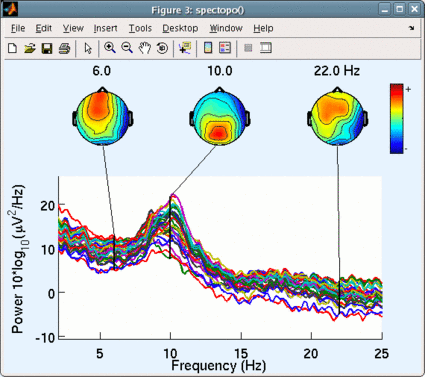 Figure 3: spectopo()
File Edit View Insert Tools Desktop Window Help
6.0 10.0 22.0 Hz
+
-
Power 10*log10(μV2/Hz)
20
10
0
-10
5 10 15 20 25
Frequency (Hz)